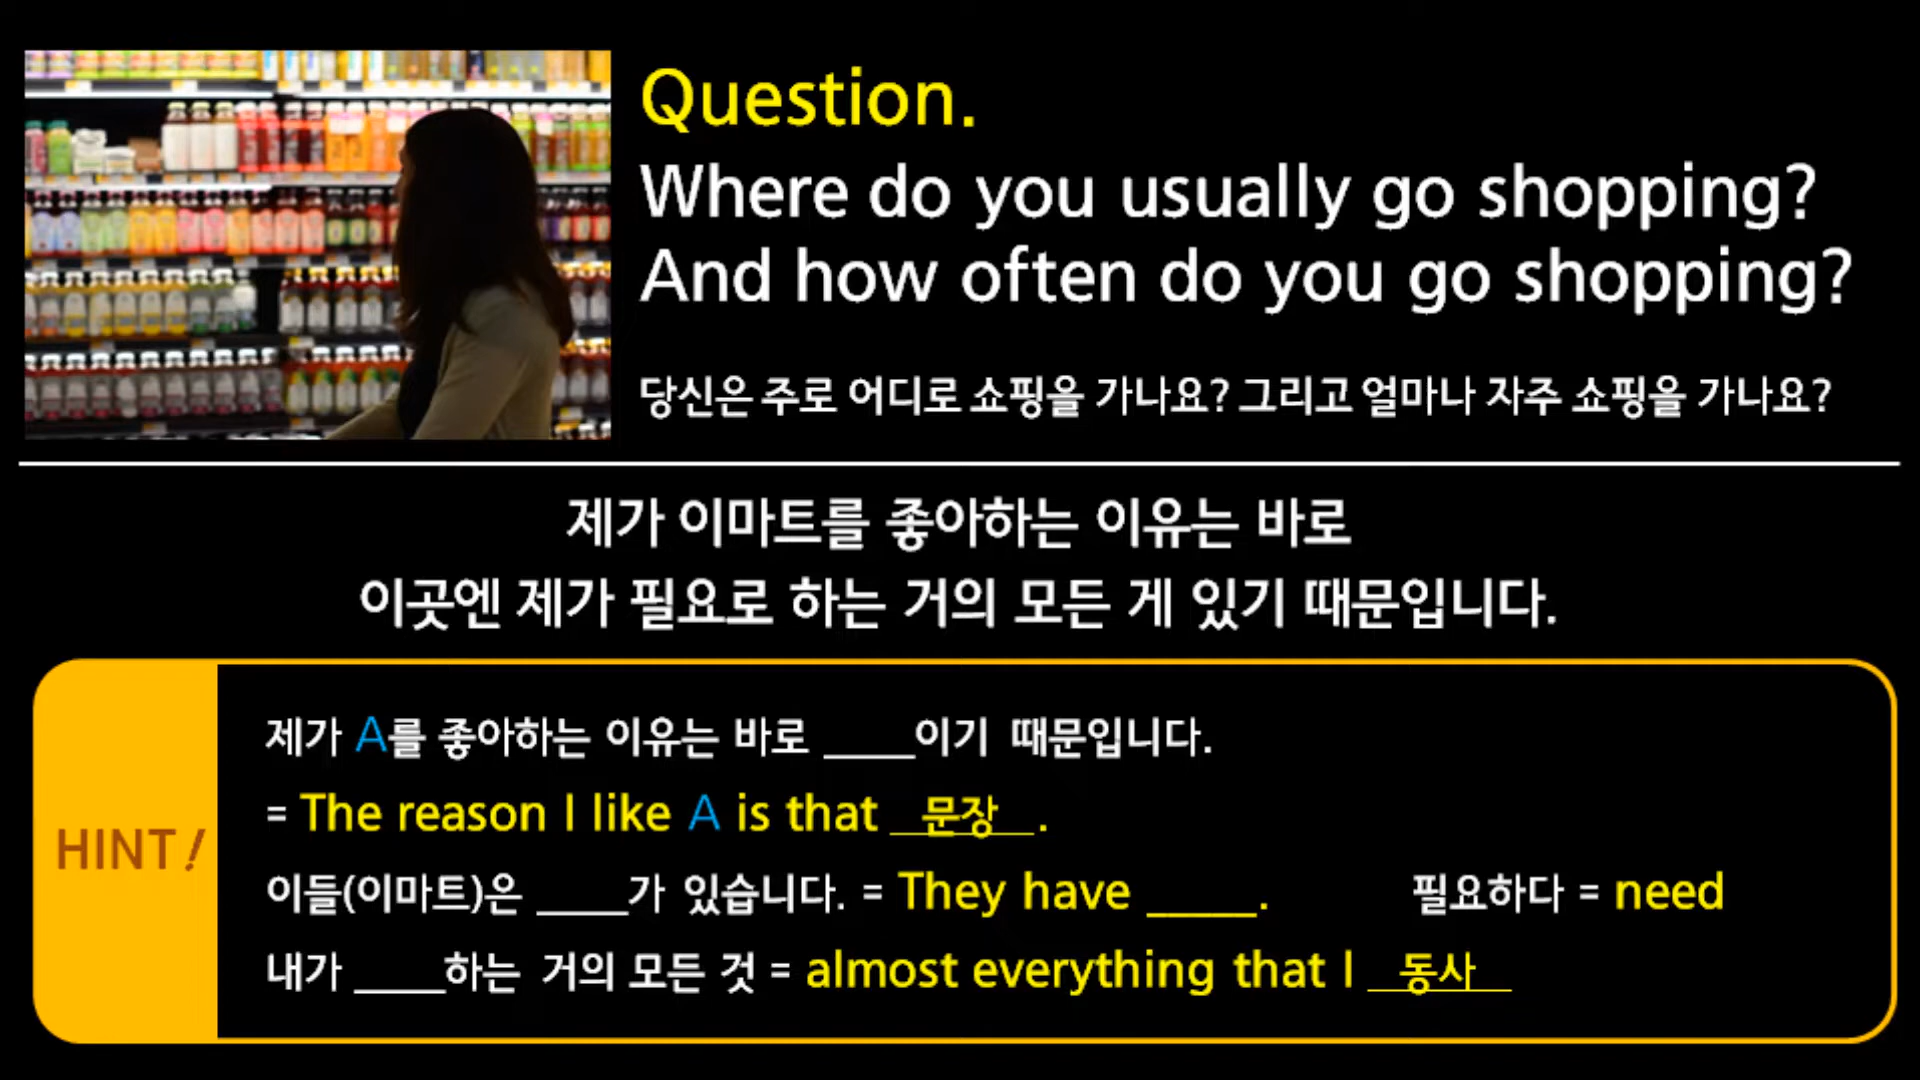 Question.
Where do you usually go shopping?
And how often do you go shopping?
당신은 주로 어디로 쇼핑을 가나요? 그리고 얼마나 자주 쇼핑을 가나요?
제가 이마트를 좋아하는 이유는 바로
이곳엔 제가 필요로 하는 거의 모든 게 있기 때문입니다.
HINT!
제가 A를 좋아하는 이유는 바로 ____이기 때문입니다.
= The reason I like A is that _문장_.
이들(이마트)은 ____가 있습니다. = They have ____. 필요하다 = need
내가 ____하는 거의 모든 것 = almost everything that I _동사_